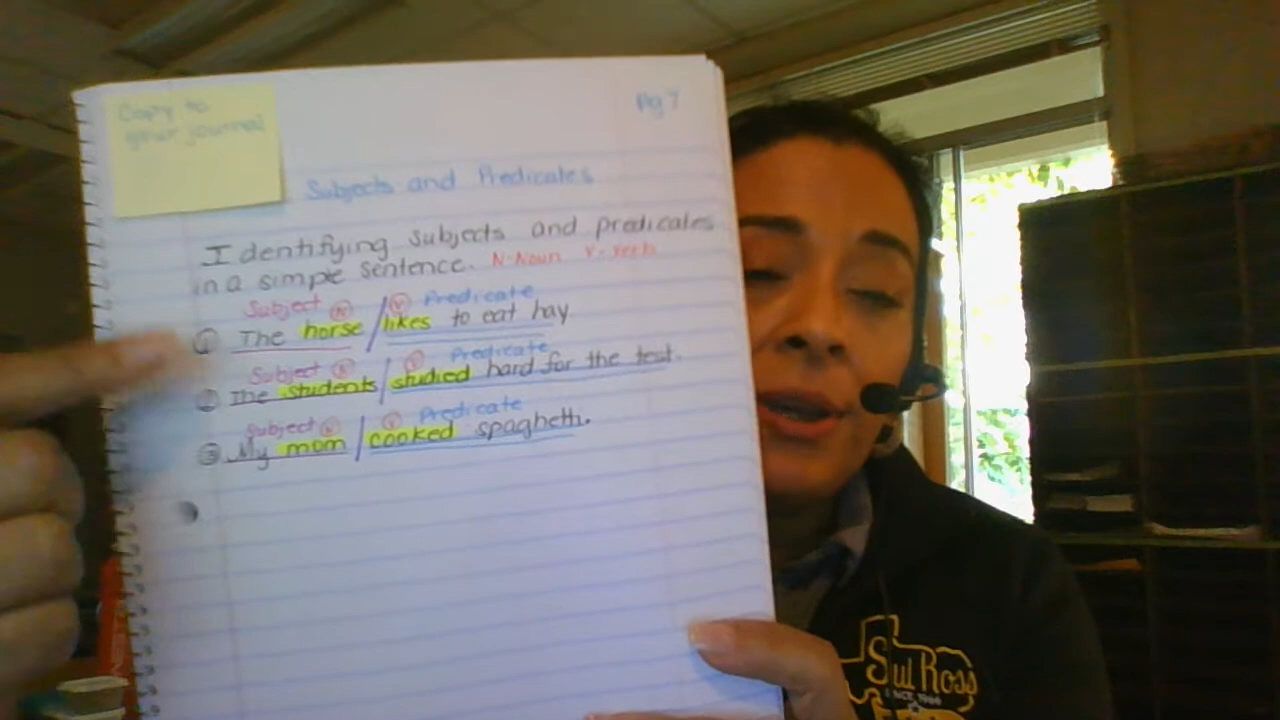 Copy to
your journal
Pg 7
Subjects and Predicates
Identifying subjects and predicates
in a simple sentence. N-Noun V-verb
Subject N V Predicate
① The horse / likes to eat hay
Subject N V Predicate
② The students / studied hard for the test.
Subject N V Predicate
③ My mom / cooked spaghetti.
Sul Ross
SINCE